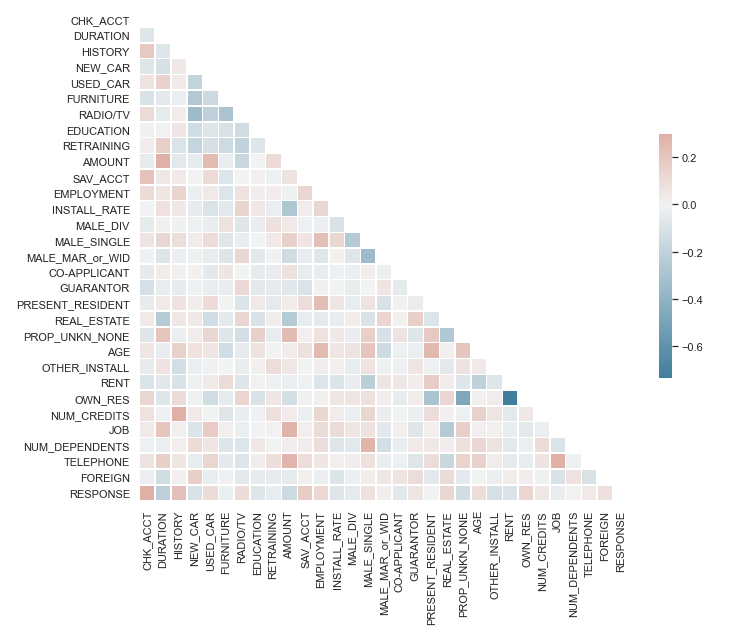 CHK_ACCT
DURATION
HISTORY
NEW_CAR
USED_CAR
FURNITURE
RADIO/TV
EDUCATION
RETRAINING
AMOUNT
SAV_ACCT
EMPLOYMENT
INSTALL_RATE
MALE_DIV
MALE_SINGLE
MALE_MAR_or_WID
CO-APPLICANT
GUARANTOR
PRESENT_RESIDENT
REAL_ESTATE
PROP_UNKN_NONE
AGE
OTHER_INSTALL
RENT
OWN_RES
NUM_CREDITS
JOB
NUM_DEPENDENTS
TELEPHONE
FOREIGN
RESPONSE
CHK_ACCT
DURATION
HISTORY
NEW_CAR
USED_CAR
FURNITURE
RADIO/TV
EDUCATION
RETRAINING
AMOUNT
SAV_ACCT
EMPLOYMENT
INSTALL_RATE
MALE_DIV
MALE_SINGLE
MALE_MAR_or_WID
CO-APPLICANT
GUARANTOR
PRESENT_RESIDENT
REAL_ESTATE
PROP_UNKN_NONE
AGE
OTHER_INSTALL
RENT
OWN_RES
NUM_CREDITS
JOB
NUM_DEPENDENTS
TELEPHONE
FOREIGN
RESPONSE
0.2
0.0
−0.2
−0.4
−0.6